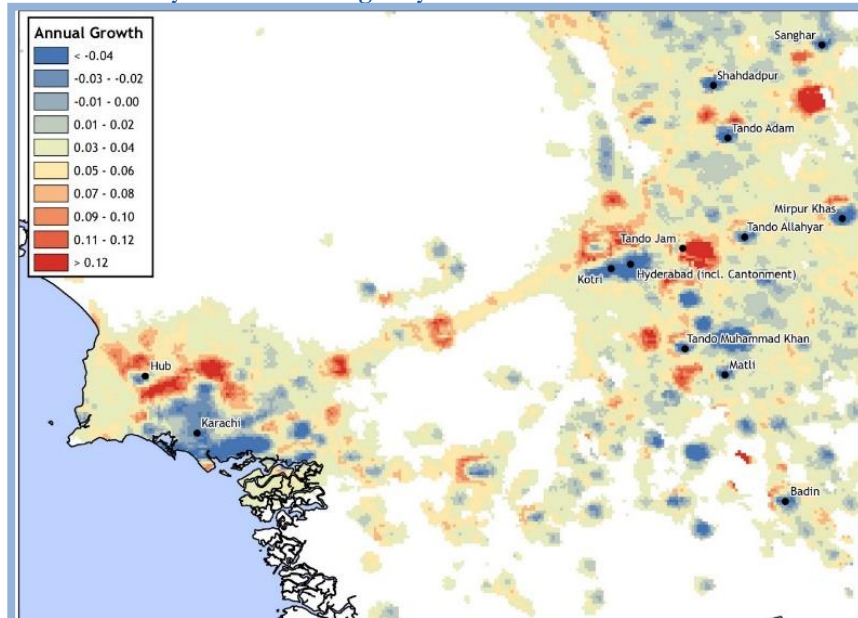 Annual Growth
< -0.04
-0.03 - -0.02
-0.01 - 0.00
0.01 - 0.02
0.03 - 0.04
0.05 - 0.06
0.07 - 0.08
0.09 - 0.10
0.11 - 0.12
> 0.12
Sanghar
Shahdadpur
Tando Adam
Mirpur Khas
Tando Allahyar
Tando Jam
Hyderabad (incl. Cantonment)
Kotri
Tando Muhammad Khan
Matli
Hub
Karachi
Badin